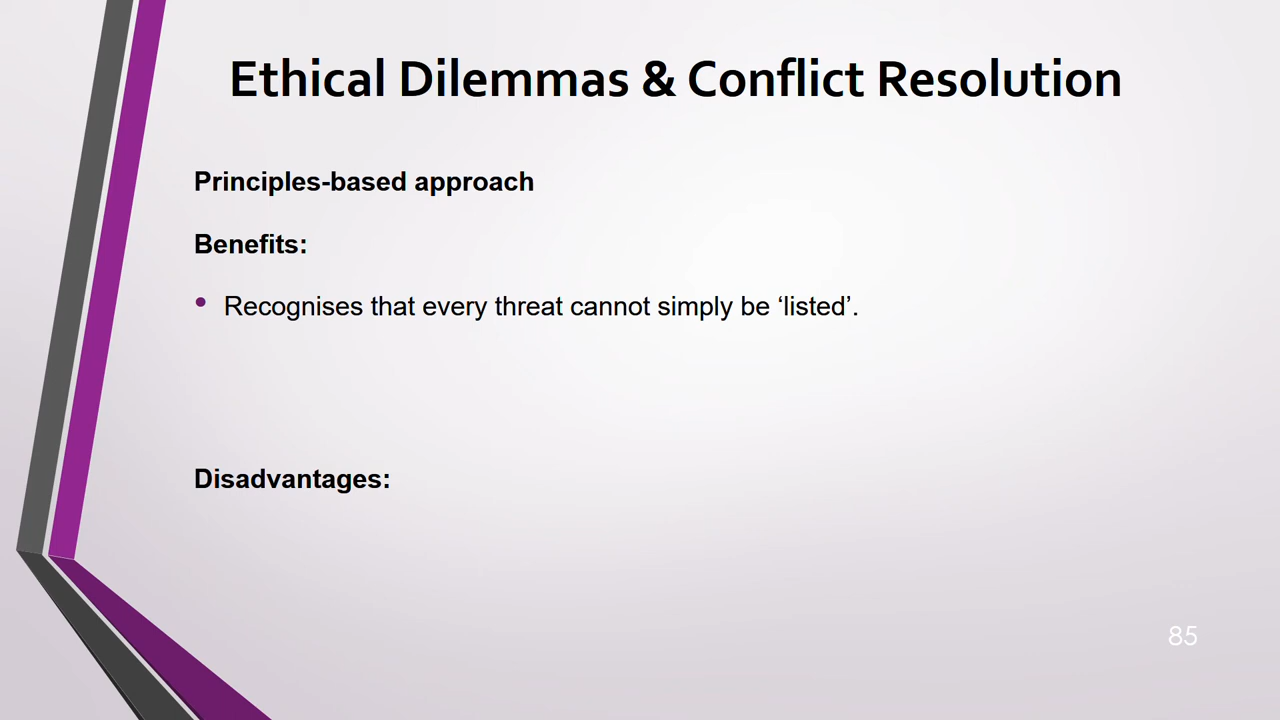 Ethical Dilemmas & Conflict Resolution
Principles-based approach
Benefits:
• Recognises that every threat cannot simply be ‘listed’.
Disadvantages:
85